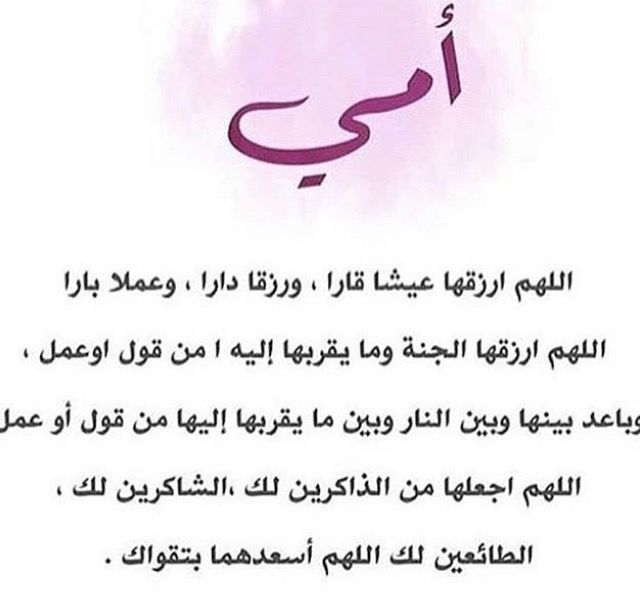 أمي
اللهم ارزقها عيشا قارا ، ورزقا دارا ، وعملا بارا
اللهم ارزقها الجنة وما يقربها إليه ا من قول اوعمل ،
وباعد بينها وبين النار وبين ما يقربها إليها من قول أو عمل
اللهم اجعلها من الذاكرين لك ،الشاكرين لك ،
الطائعين لك اللهم أسعدهما بتقواك .